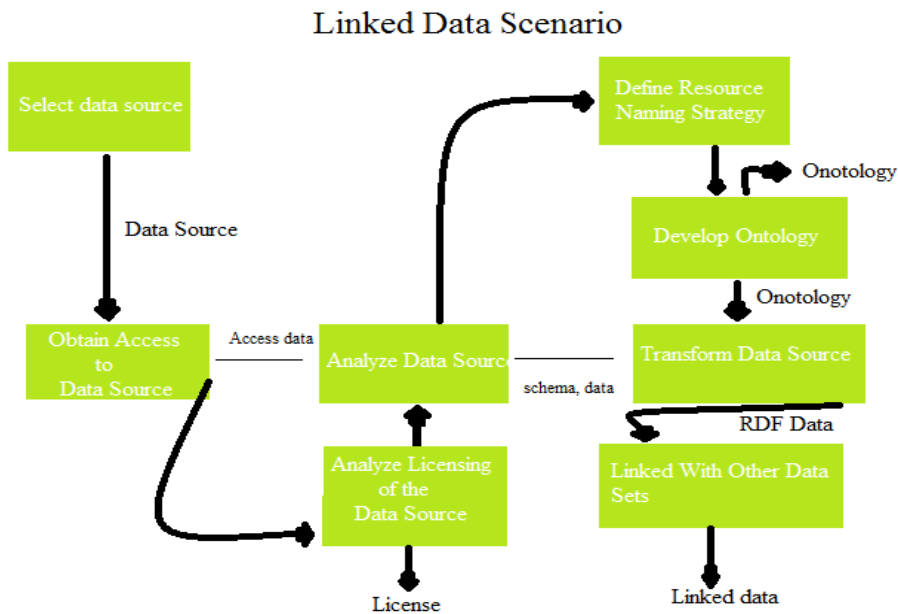 Linked Data Scenario
Select data source
Data Source
Obtain Access
to
Data Source
Access data
Analyze Data Source
Analyze Licensing
of the
Data Source
License
schema, data
Define Resource
Naming Strategy
Onotology
Develop Ontology
Onotology
Transform Data Source
RDF Data
Linked With Other Data
Sets
Linked data